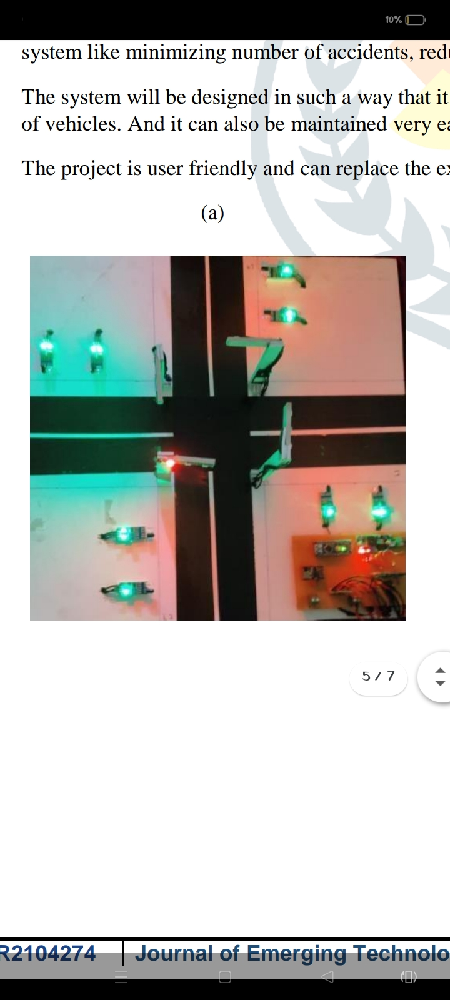 10%
system like minimizing number of accidents, redu
The system will be designed in such a way that it
of vehicles. And it can also be maintained very ea
The project is user friendly and can replace the ex
(a)
5 / 7
R2104274
Journal of Emerging Technolo